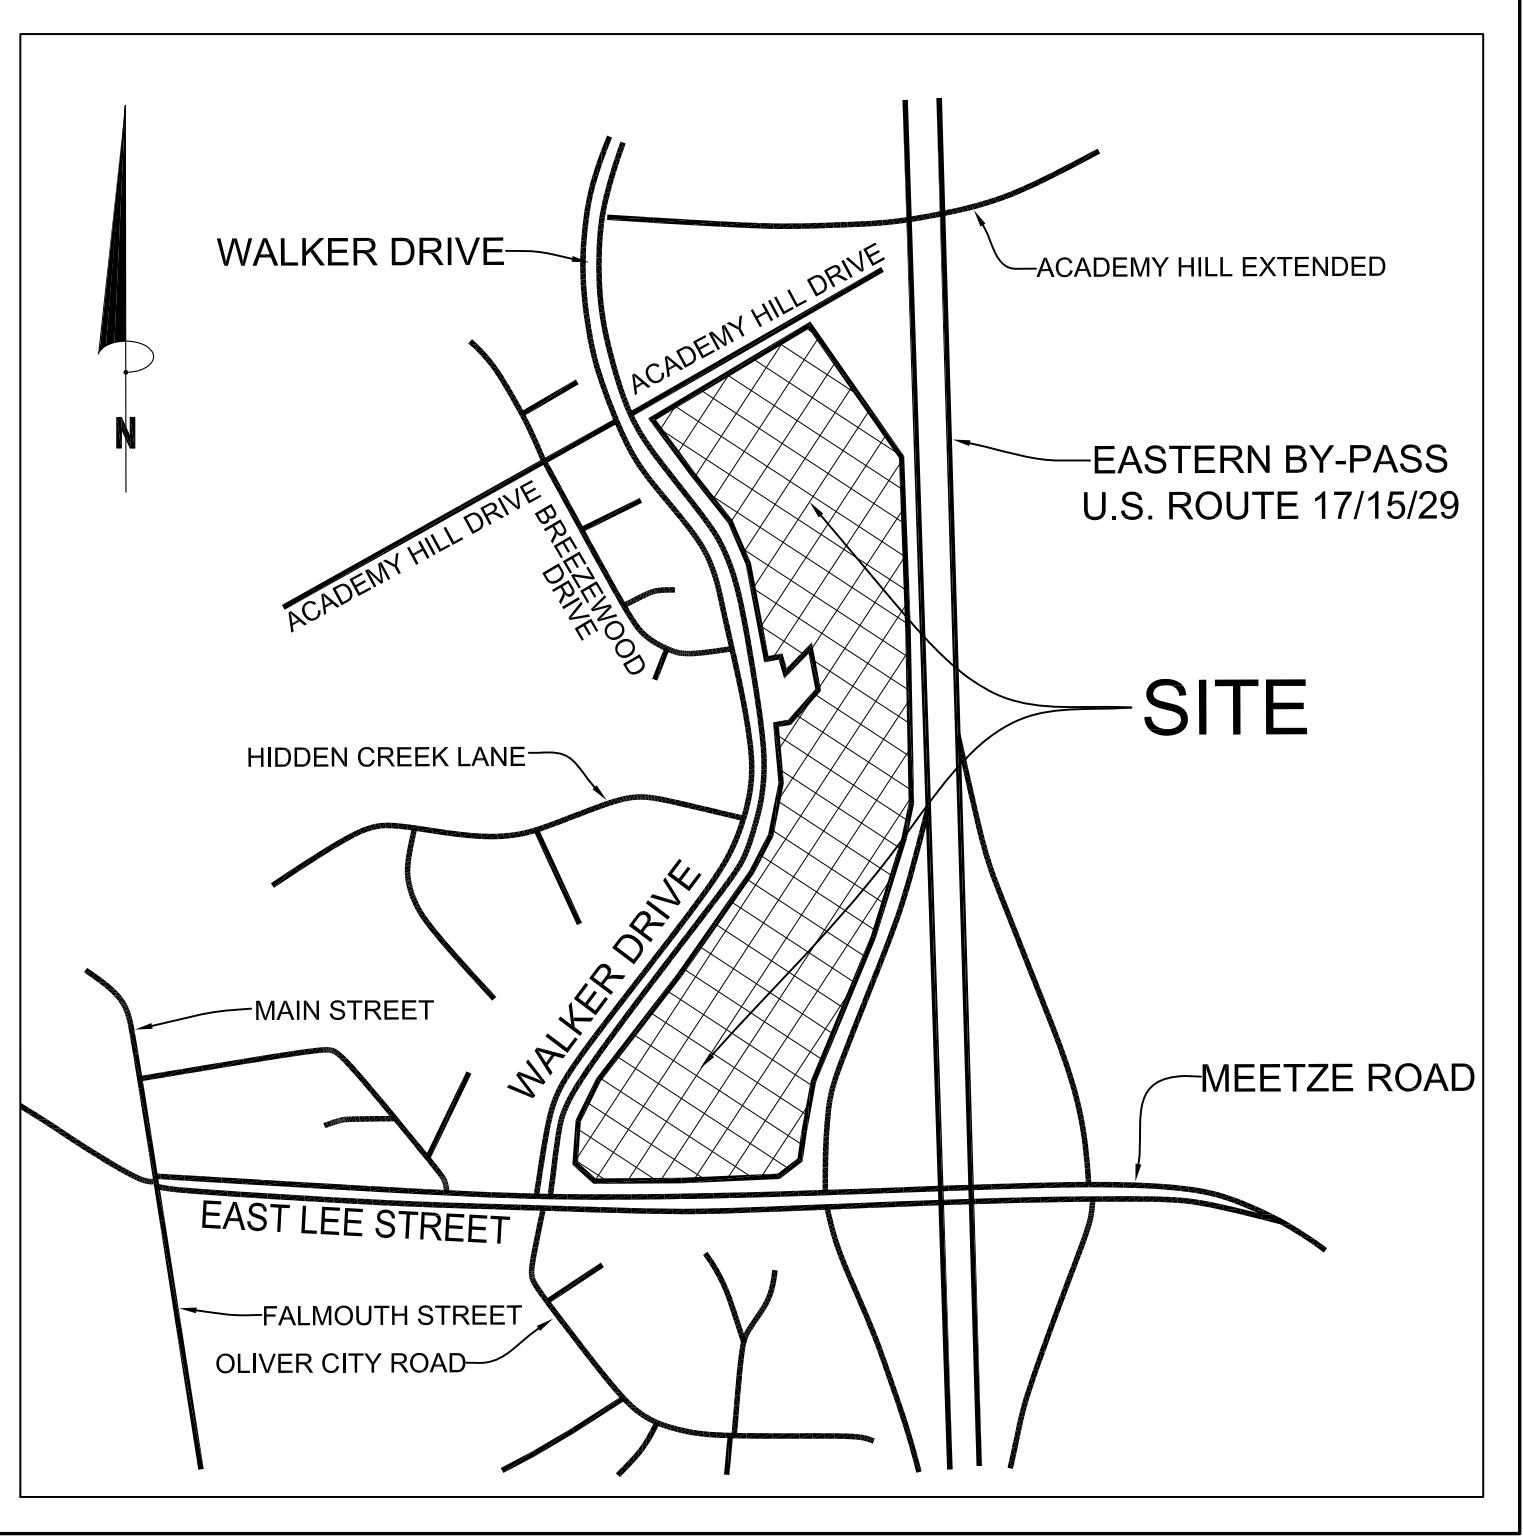 WALKER DRIVE
ACADEMY HILL EXTENDED
ACADEMY HILL DRIVE
N
EASTERN BY-PASS
U.S. ROUTE 17/15/29
ACADEMY HILL DRIVE
BREEZEWOOD
DRIVE
SITE
HIDDEN CREEK LANE
WALKER DRIVE
MAIN STREET
MEETZE ROAD
EAST LEE STREET
FALMOUTH STREET
OLIVER CITY ROAD